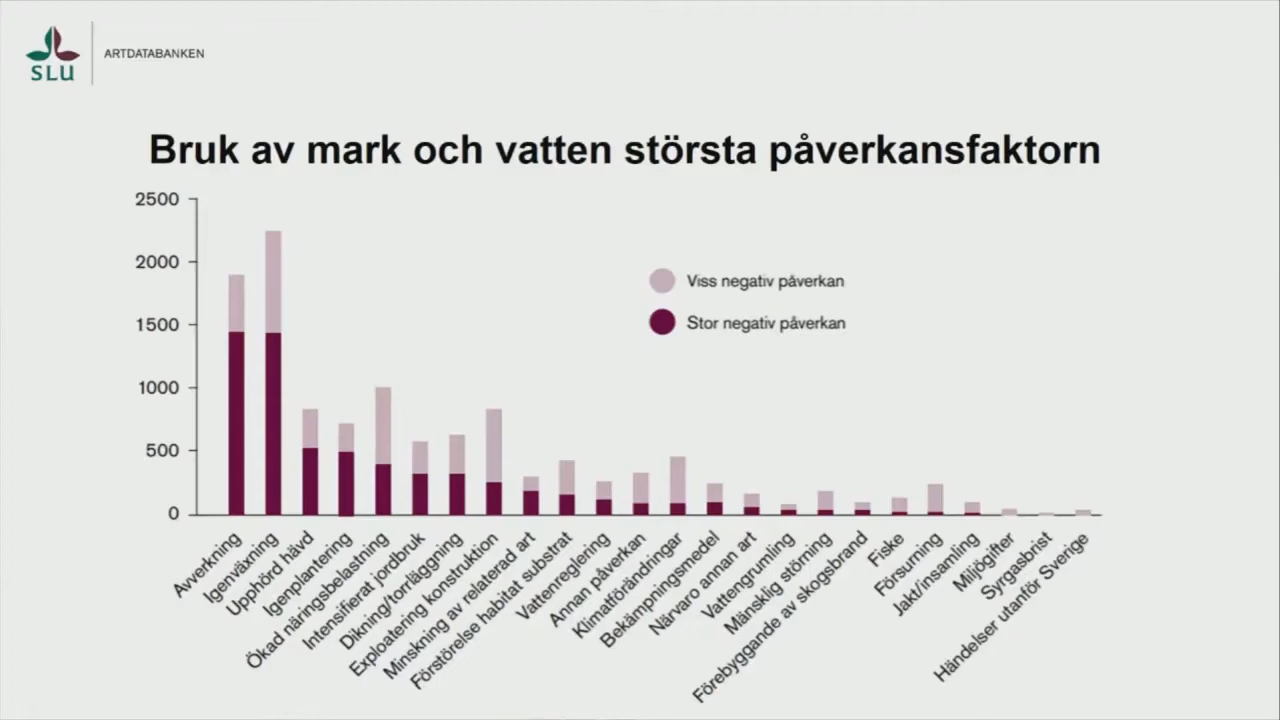 SLU
ARTDATABANKEN
Bruk av mark och vatten största påverkansfaktorn
2500
2000
1500
1000
500
0
Viss negativ påverkan
Stor negativ påverkan
Avverkning
Igenväxning
Upphörd hävd
Igenplantering
Ökad näringsbelastning
Intensifierat jordbruk
Dikning/torrläggning
Exploatering konstruktion
Minskning av relaterad art
Förstörelse habitat substrat
Vattenreglering
Annan påverkan
Klimatförändringar
Bekämpningsmedel
Närvaro annan art
Vattengrumling
Mänsklig störning
Förebyggande av skogsbrand
Fiske
Försurning
Jakt/insamling
Miljögifter
Syrgasbrist
Händelser utanför Sverige